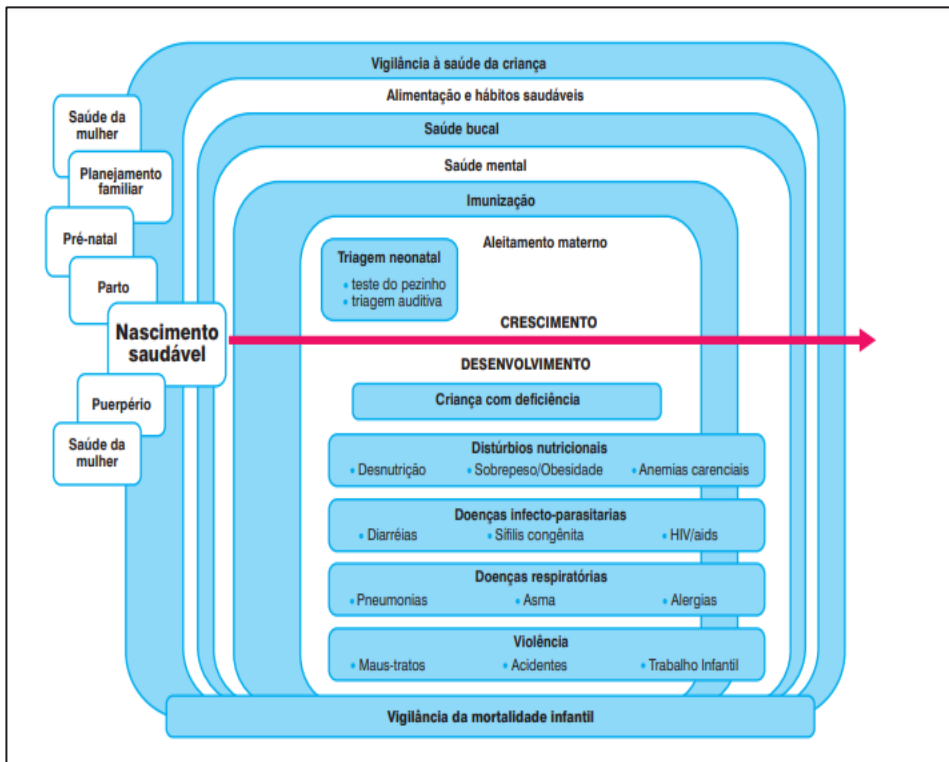 Vigilância à saúde da criança
Alimentação e hábitos saudáveis
Saúde bucal
Saúde mental
Imunização
Aleitamento materno
Saúde da
mulher
Planejamento
familiar
Pré-natal
Parto
Nascimento
saudável
Puerpério
Saúde da
mulher
Triagem neonatal
• teste do pezinho
• triagem auditiva
CRESCIMENTO
DESENVOLVIMENTO
Criança com deficiência
Distúrbios nutricionais
• Desnutrição • Sobrepeso/Obesidade • Anemias carenciais
Doenças infecto-parasitarias
• Diarréias • Sífilis congênita • HIV/aids
Doenças respiratórias
• Pneumonias • Asma • Alergias
Violência
• Maus-tratos • Acidentes • Trabalho Infantil
Vigilância da mortalidade infantil